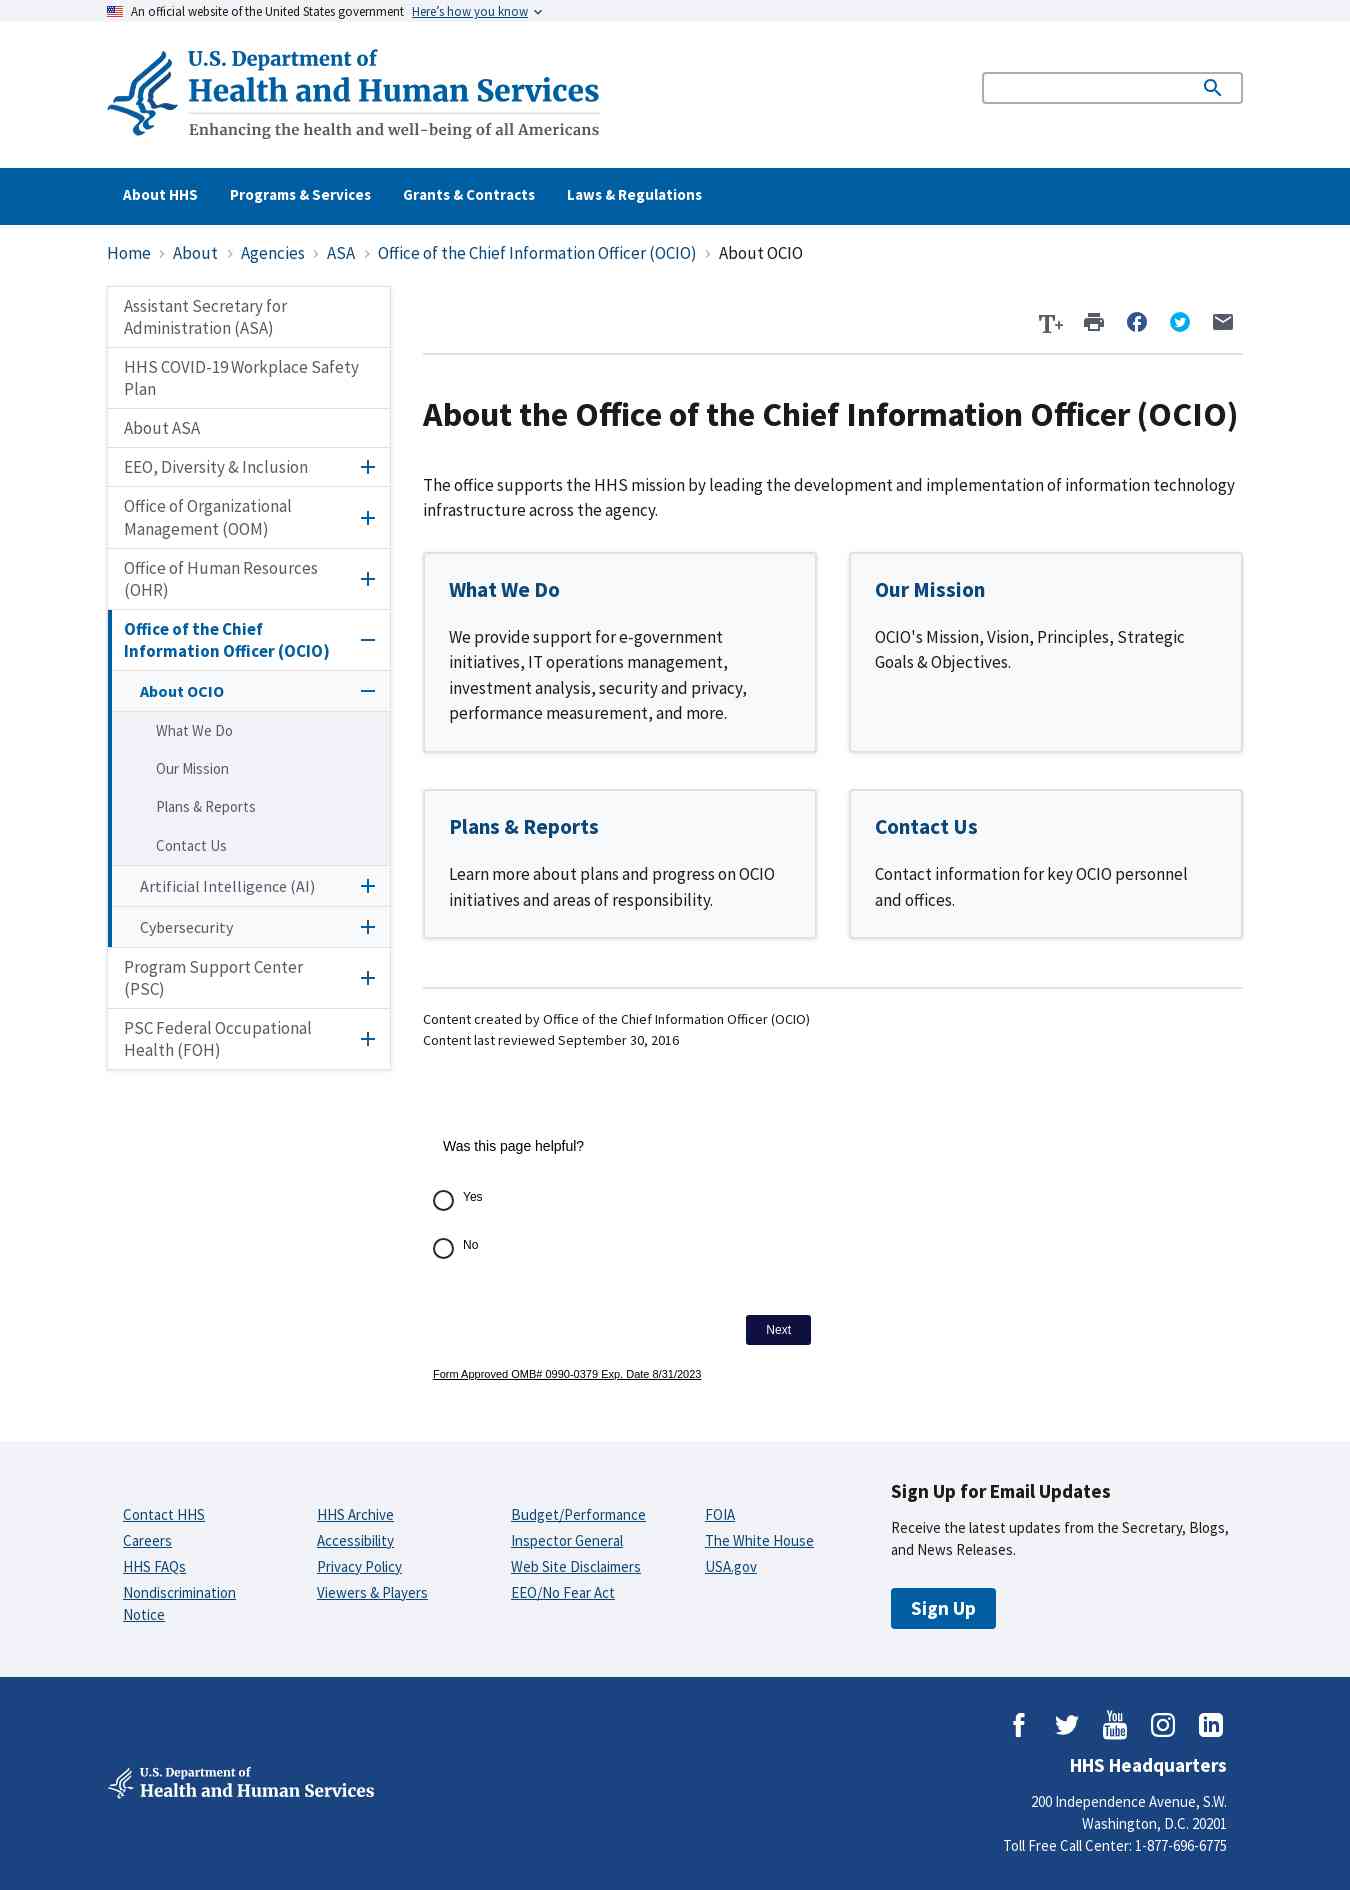 An official website of the United States government Here’s how you know
U.S. Department of
Health and Human Services
Enhancing the health and well-being of all Americans
About HHS Programs & Services Grants & Contracts Laws & Regulations
Home › About › Agencies › ASA › Office of the Chief Information Officer (OCIO) › About OCIO
Assistant Secretary for
Administration (ASA)
HHS COVID-19 Workplace Safety
Plan
About ASA
EEO, Diversity & Inclusion
Office of Organizational
Management (OOM)
Office of Human Resources
(OHR)
Office of the Chief
Information Officer (OCIO)
About OCIO
What We Do
Our Mission
Plans & Reports
Contact Us
Artificial Intelligence (AI)
Cybersecurity
Program Support Center
(PSC)
PSC Federal Occupational
Health (FOH)
T+
About the Office of the Chief Information Officer (OCIO)
The office supports the HHS mission by leading the development and implementation of information technology
infrastructure across the agency.
What We Do
We provide support for e-government
initiatives, IT operations management,
investment analysis, security and privacy,
performance measurement, and more.
Our Mission
OCIO's Mission, Vision, Principles, Strategic
Goals & Objectives.
Plans & Reports
Learn more about plans and progress on OCIO
initiatives and areas of responsibility.
Contact Us
Contact information for key OCIO personnel
and offices.
Content created by Office of the Chief Information Officer (OCIO)
Content last reviewed September 30, 2016
Was this page helpful?
Yes
No
Next
Form Approved OMB# 0990-0379 Exp. Date 8/31/2023
Contact HHS
Careers
HHS FAQs
Nondiscrimination
Notice
HHS Archive
Accessibility
Privacy Policy
Viewers & Players
Budget/Performance
Inspector General
Web Site Disclaimers
EEO/No Fear Act
FOIA
The White House
USA.gov
Sign Up for Email Updates
Receive the latest updates from the Secretary, Blogs,
and News Releases.
Sign Up
You
Tube
U.S. Department of
Health and Human Services
HHS Headquarters
200 Independence Avenue, S.W.
Washington, D.C. 20201
Toll Free Call Center: 1-877-696-6775